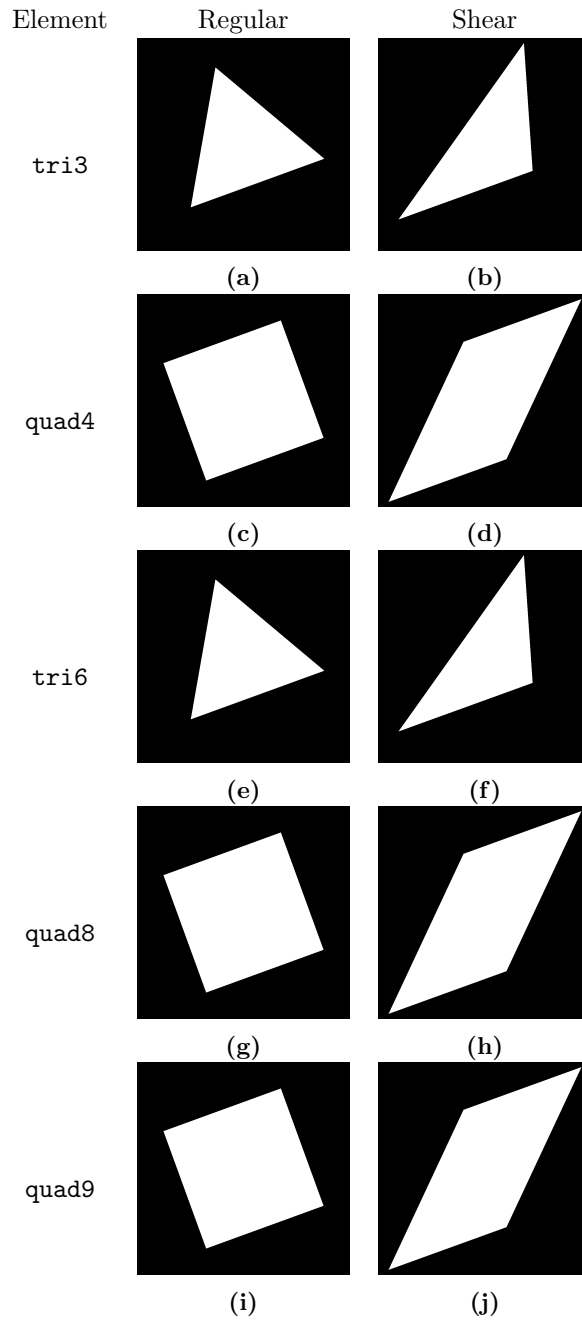 Element Regular Shear
tri3
(a) (b)
quad4
(c) (d)
tri6
(e) (f)
quad8
(g) (h)
quad9
(i) (j)